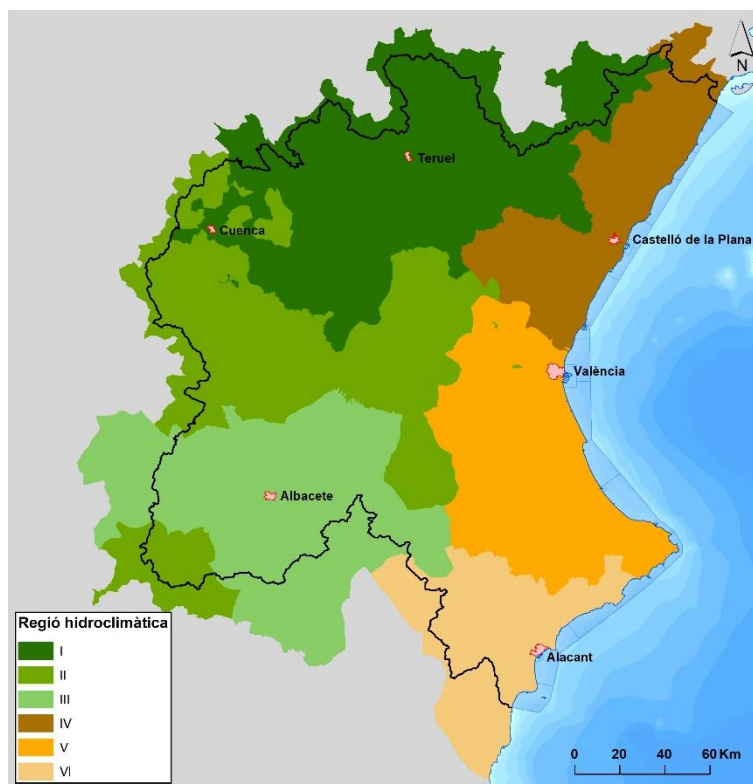 N
Teruel
Cuenca
Castelló de la Plana
València
Albacete
Alacant
Regió hidroclimàtica
I
II
III
IV
V
VI
0 20 40 60 Km